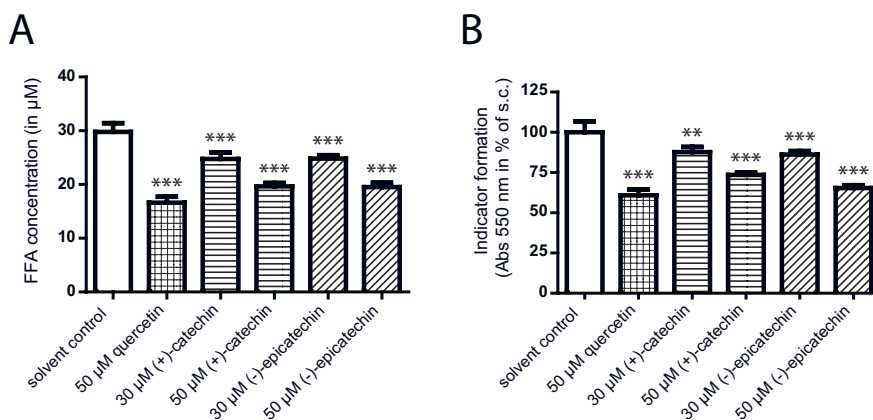 A
FFA concentration (in µM)
40
30
20
10
0
***
***
***
***
***
solvent control
50 µM quercetin
30 µM (+)-catechin
50 µM (+)-catechin
30 µM (-)-epicatechin
50 µM (-)-epicatechin
B
Indicator formation
(Abs 550 nm in % of s.c.)
125
100
75
50
25
0
***
**
***
***
***
solvent control
50 µM quercetin
30 µM (+)-catechin
50 µM (+)-catechin
30 µM (-)-epicatechin
50 µM (-)-epicatechin